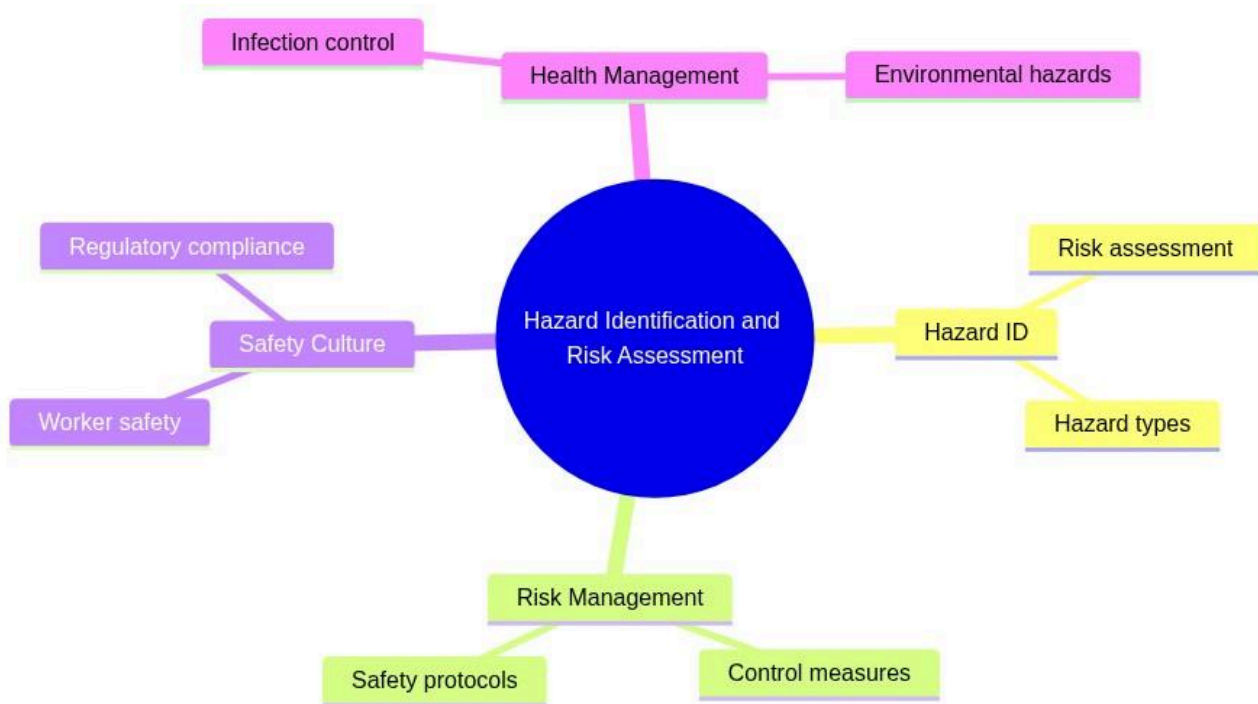 Infection control
Health Management
Environmental hazards
Regulatory compliance
Risk assessment
Hazard Identification and
Risk Assessment
Safety Culture
Hazard ID
Worker safety
Hazard types
Risk Management
Safety protocols
Control measures